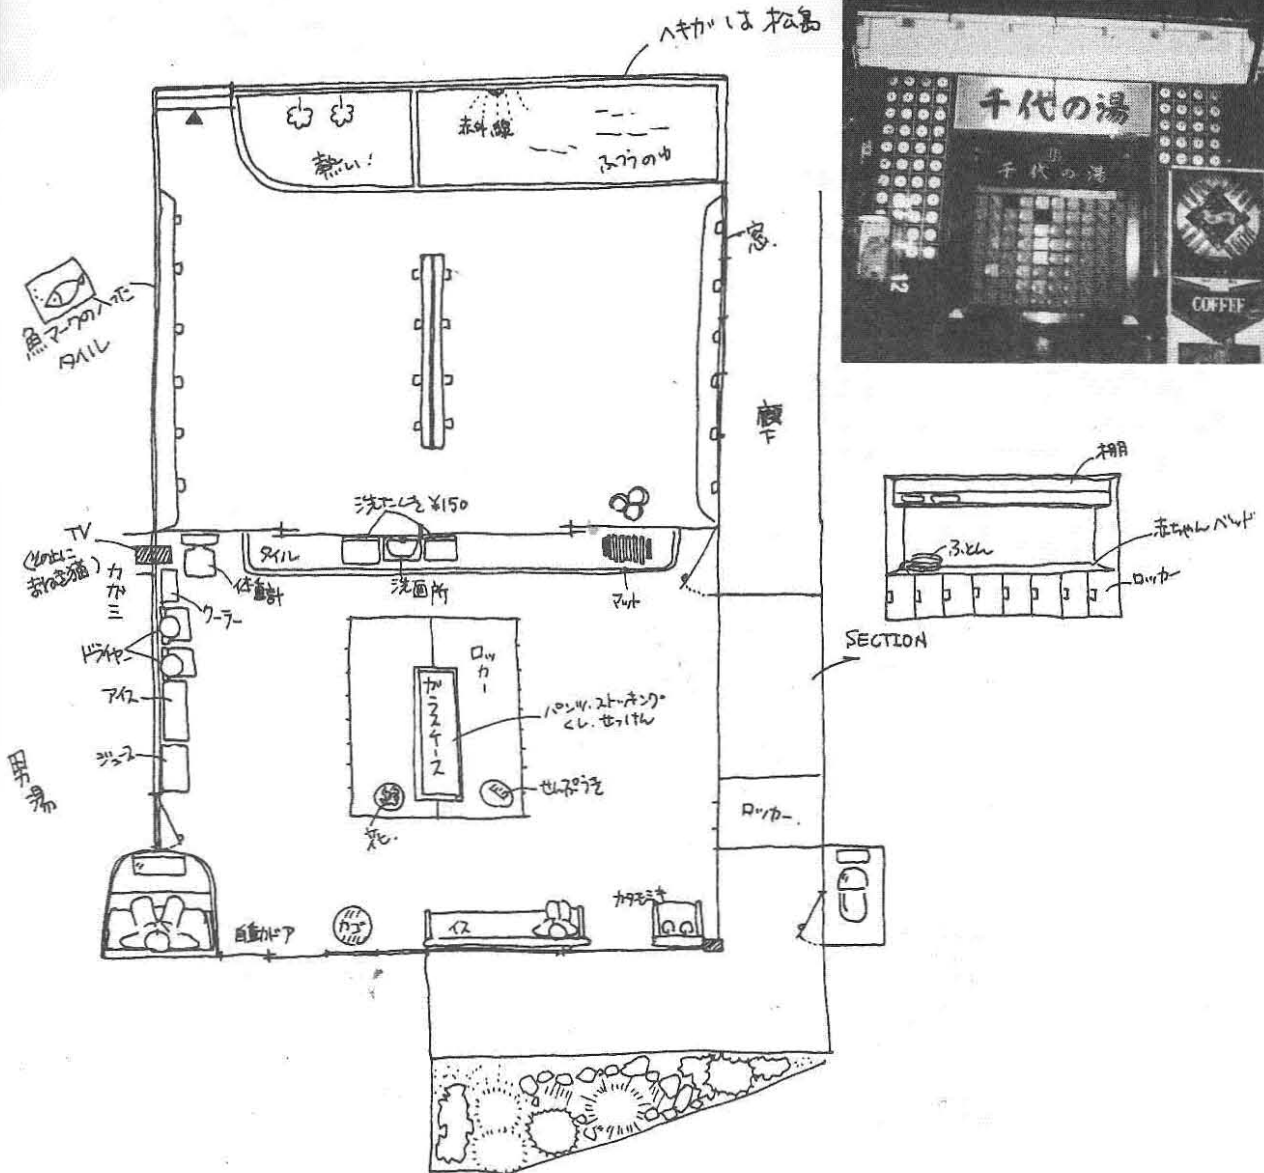 ヘキガは松島
千代の湯
千代の湯
12
COFFEE
熱い!
赤外線
ふつうのゆ
窓.
魚マークの入った
タイル
廊下
洗たくき ¥150
TV
(その上に
まねき猫)
カガミ
体重計
タイル
洗面所
マット
クーラー
ドライヤー
アイス
ジュース
男湯
ロッカー
ガラスケース
パンツ.ストッキング
くし.せっけん
せんぷうき
花.
棚
赤ちゃんベッド
ふとん
ロッカー
SECTION
ロッカー.
自動ドア
カゴ
イス
カタモミキ